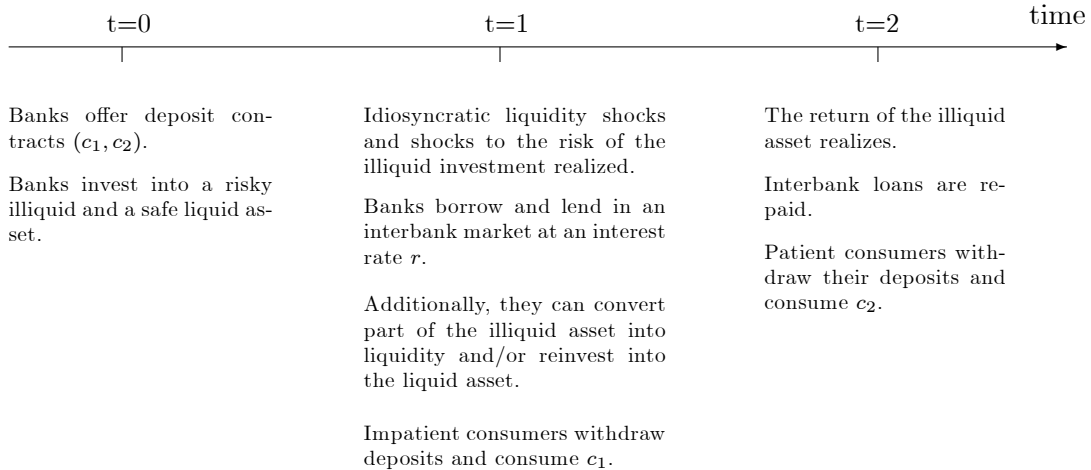 t=0
t=1
t=2
time
Banks offer deposit con-
tracts (c₁, c₂).
Banks invest into a risky
illiquid and a safe liquid as-
set.
Idiosyncratic liquidity shocks
and shocks to the risk of the
illiquid investment realized.
Banks borrow and lend in an
interbank market at an interest
rate r.
Additionally, they can convert
part of the illiquid asset into
liquidity and/or reinvest into
the liquid asset.
Impatient consumers withdraw
deposits and consume c₁.
The return of the illiquid
asset realizes.
Interbank loans are re-
paid.
Patient consumers with-
draw their deposits and
consume c₂.